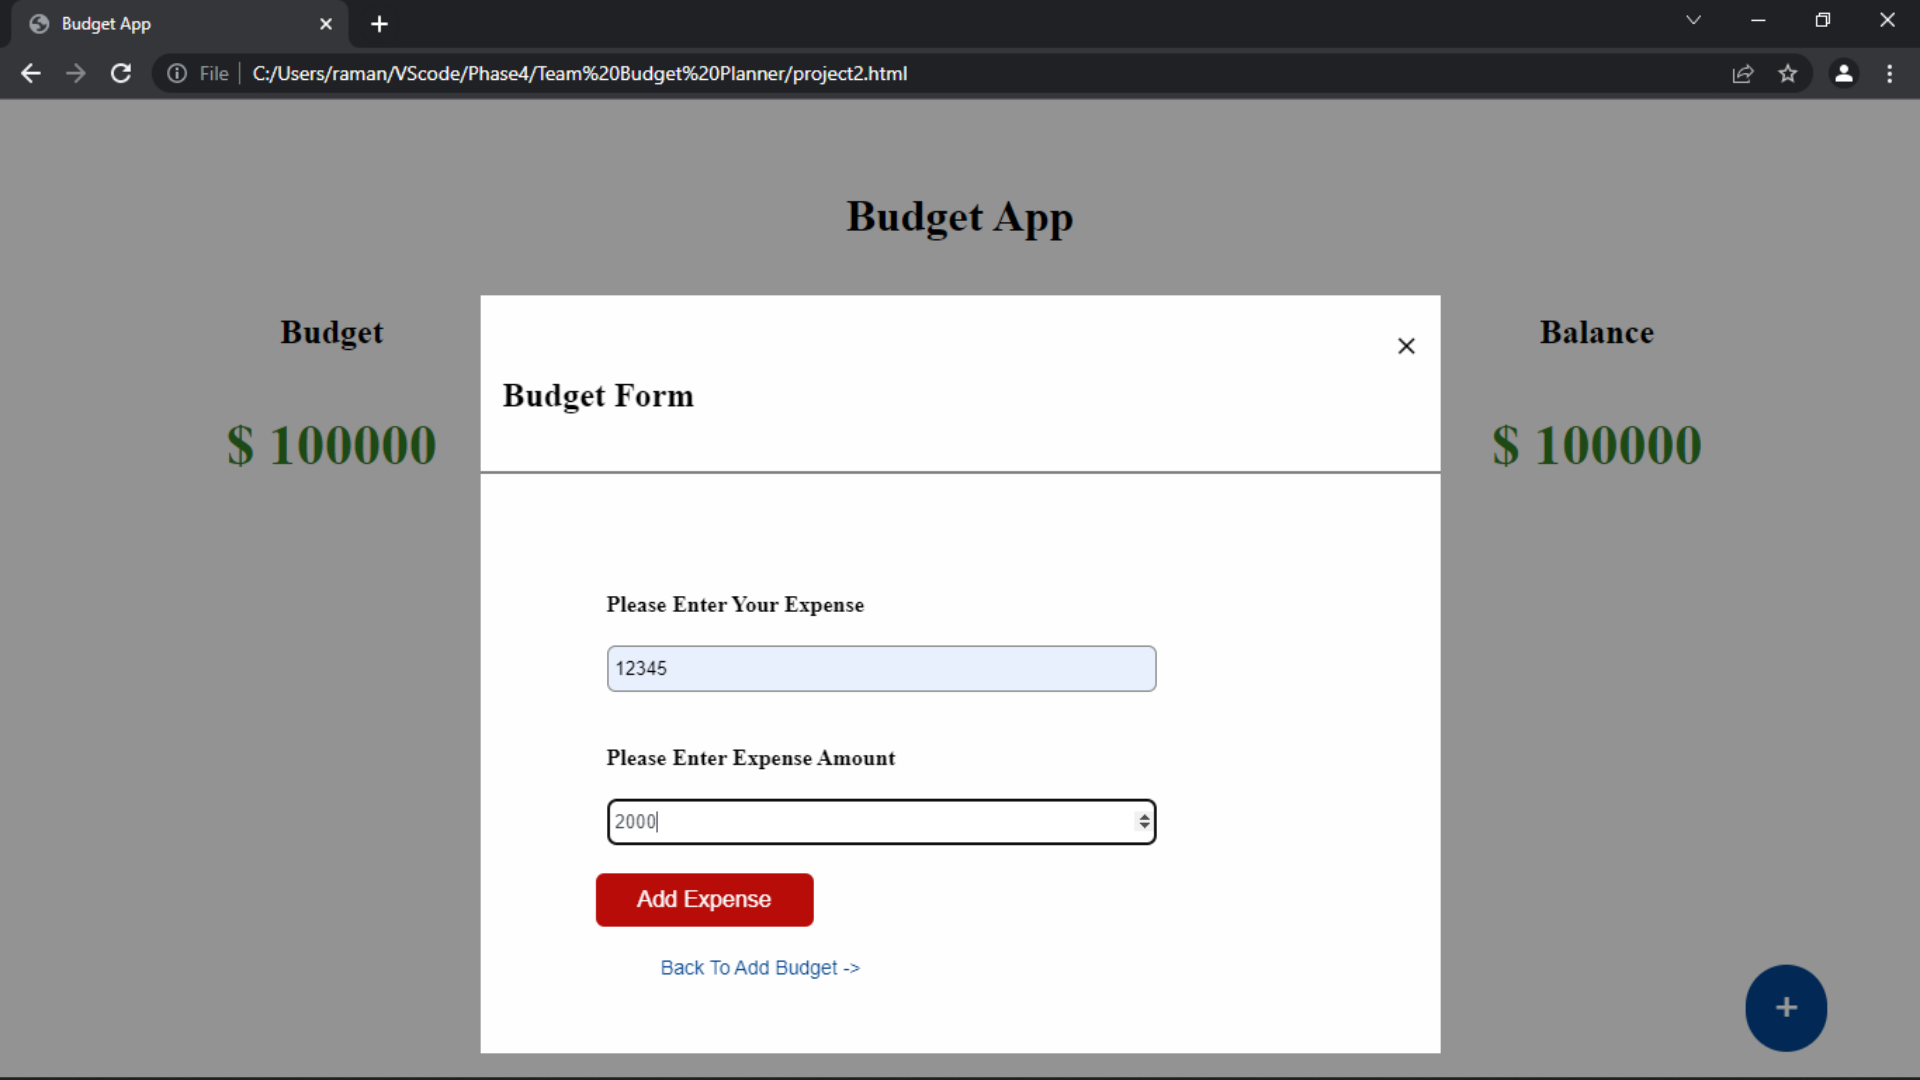 Budget App
File
C:/Users/raman/VScode/Phase4/Team%20Budget%20Planner/project2.html
Budget App
Budget
Balance
Budget Form
$ 100000
$ 100000
Please Enter Your Expense
12345
Please Enter Expense Amount
2000
Add Expense
Back To Add Budget ->
+